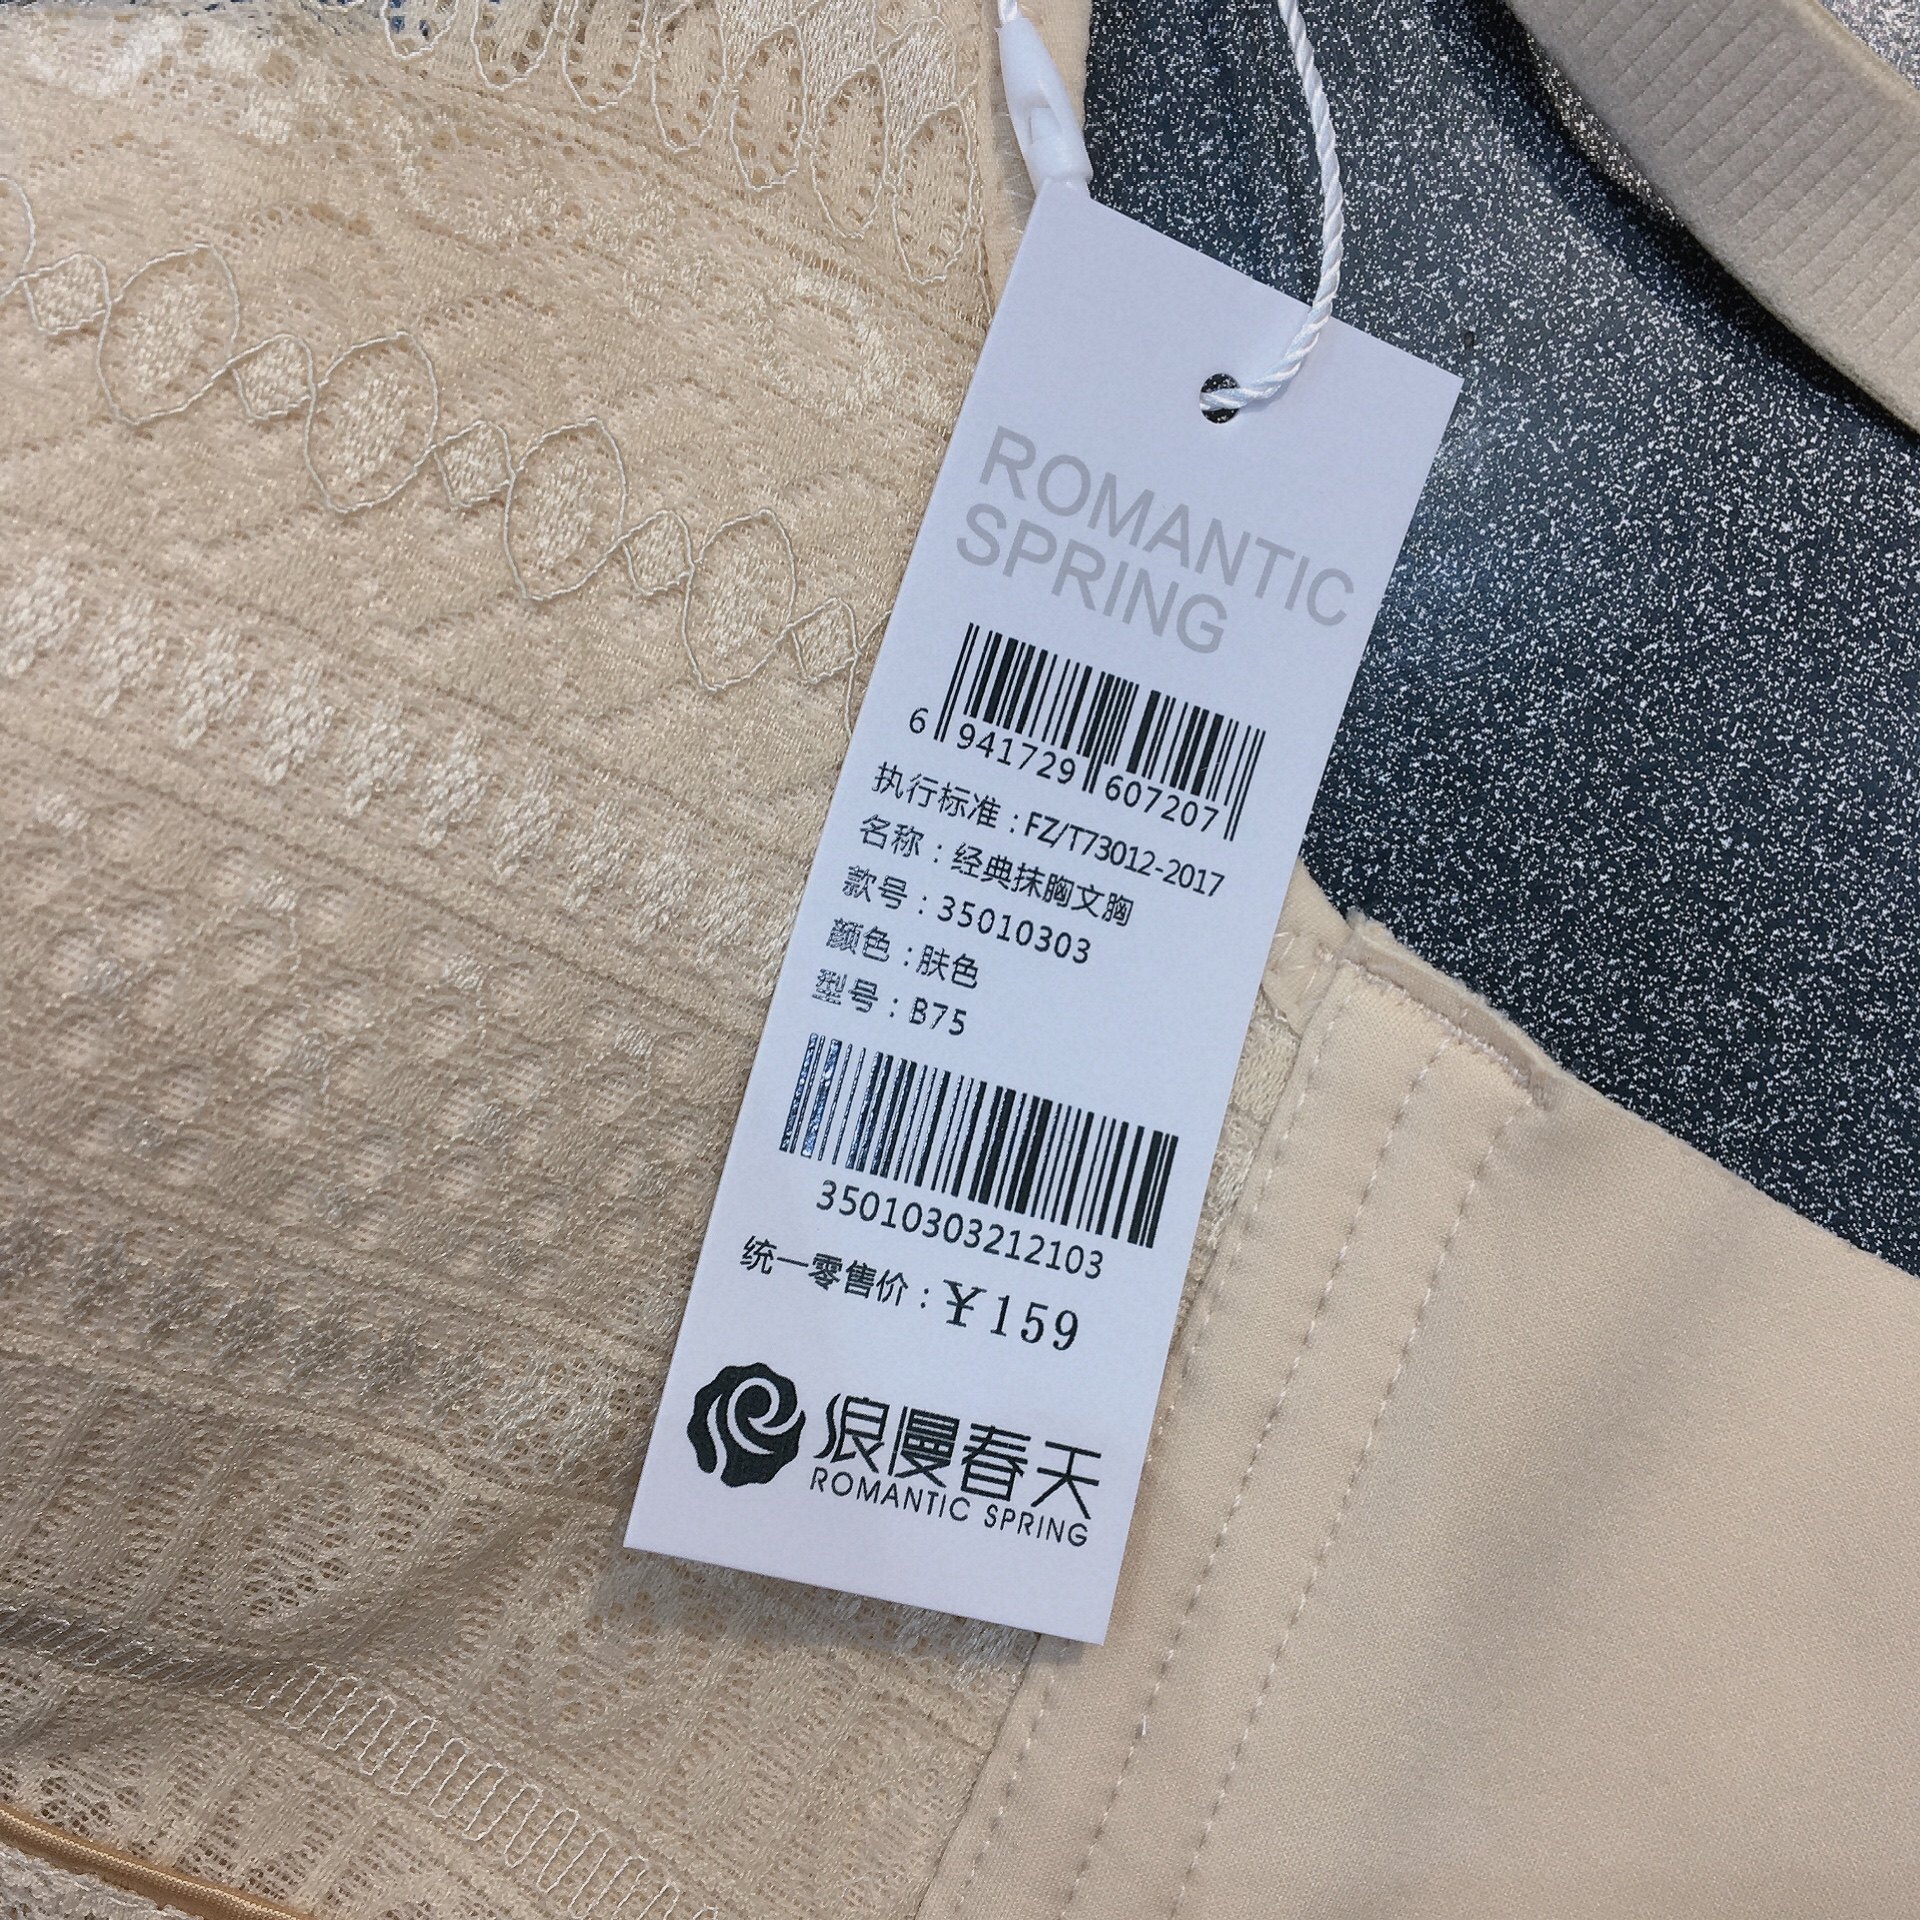 ROMANTIC
SPRING
6 941729 607207
执行标准：FZ/T73012-2017
名称：经典抹胸文胸
款号：35010303
颜色：肤色
型号：B75
35010303212103
统一零售价：¥159
浪漫春天
ROMANTIC SPRING